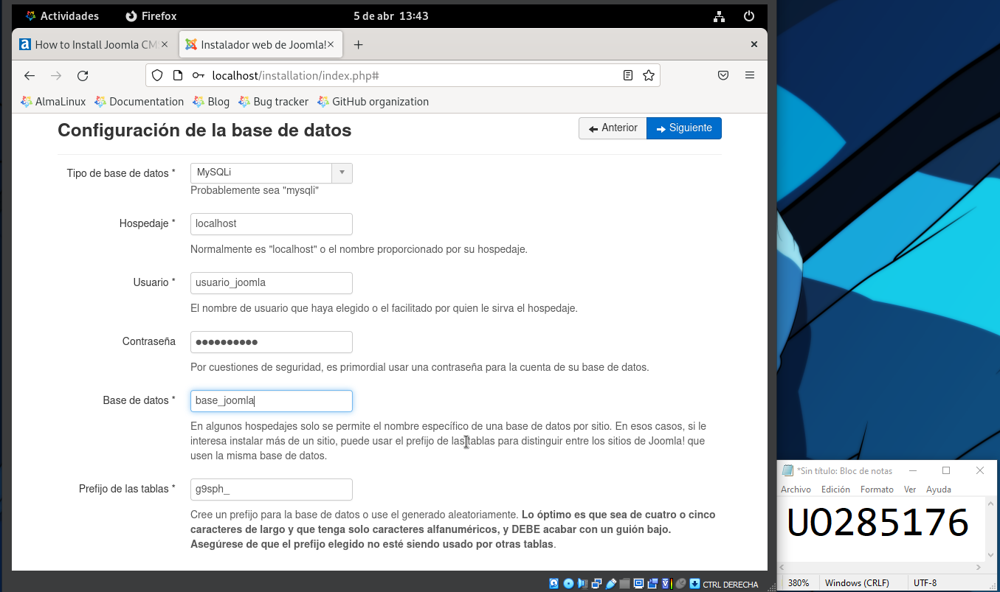 Actividades Firefox 5 de abr 13:43
How to Install Joomla CM × Instalador web de Joomla! × + ×
localhost/installation/index.php#
AlmaLinux Documentation Blog Bug tracker GitHub organization
Configuración de la base de datos Anterior Siguiente
Tipo de base de datos * MySQLi
Probablemente sea "mysqli"
Hospedaje * localhost
Normalmente es "localhost" o el nombre proporcionado por su hospedaje.
Usuario * usuario_joomla
El nombre de usuario que haya elegido o el facilitado por quien le sirva el hospedaje.
Contraseña ●●●●●●●●●●
Por cuestiones de seguridad, es primordial usar una contraseña para la cuenta de su base de datos.
Base de datos * base_joomla
En algunos hospedajes solo se permite el nombre específico de una base de datos por sitio. En esos casos, si le
interesa instalar más de un sitio, puede usar el prefijo de las tablas para distinguir entre los sitios de Joomla! que
usen la misma base de datos.
Prefijo de las tablas * g9sph_
Cree un prefijo para la base de datos o use el generado aleatoriamente. Lo óptimo es que sea de cuatro o cinco
caracteres de largo y que tenga solo caracteres alfanuméricos, y DEBE acabar con un guión bajo.
Asegúrese de que el prefijo elegido no esté siendo usado por otras tablas.
CTRL DERECHA
*Sin título: Bloc de notas
Archivo Edición Formato Ver Ayuda
UO285176
380% Windows (CRLF) UTF-8